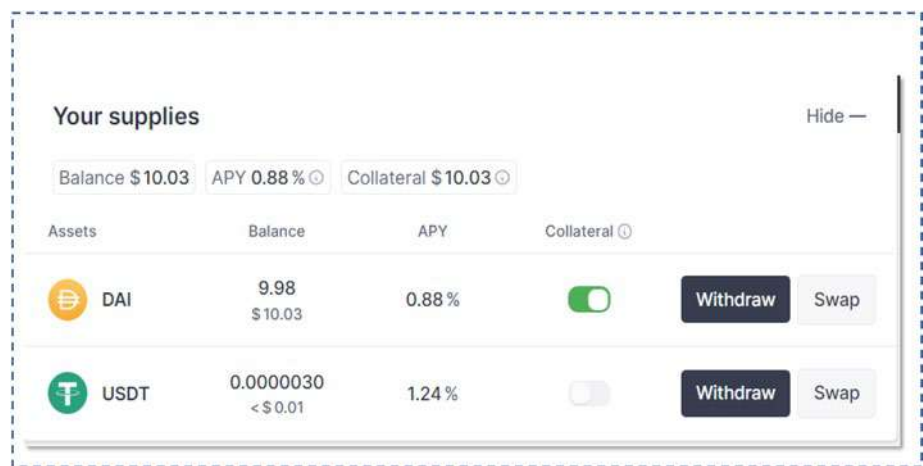 Your supplies Hide —
Balance $ 10.03 APY 0.88 % Collateral $ 10.03
Assets Balance APY Collateral
DAI 9.98 0.88 % Withdraw Swap
$ 10.03
USDT 0.0000030 1.24 % Withdraw Swap
< $ 0.01